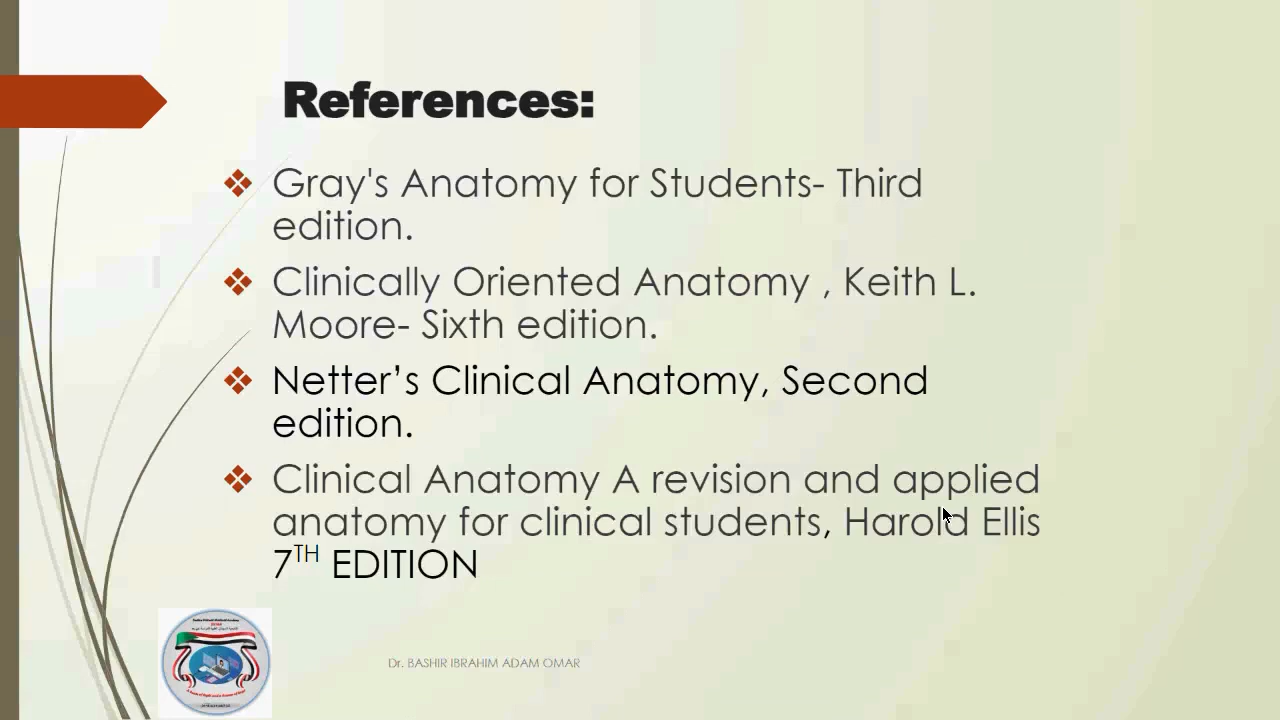 References:
Gray's Anatomy for Students- Third
edition.
Clinically Oriented Anatomy , Keith L.
Moore- Sixth edition.
Netter’s Clinical Anatomy, Second
edition.
Clinical Anatomy A revision and applied
anatomy for clinical students, Harold Ellis
7TH EDITION
Dr. BASHIR IBRAHIM ADAM OMAR